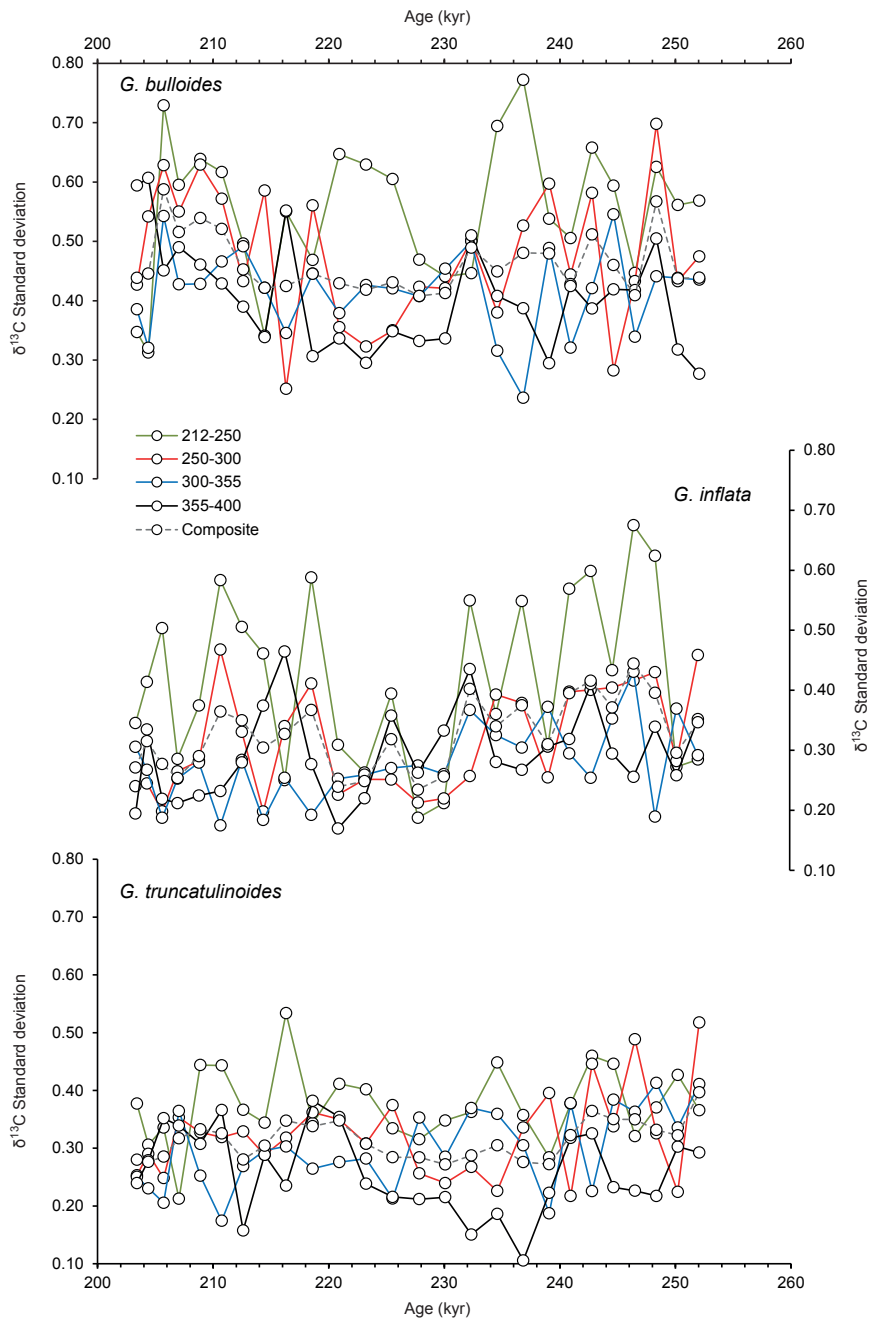 Age (kyr)
200 210 220 230 240 250 260
0.80
G. bulloides
0.70
0.60
0.50
0.40
0.30
0.20
0.10
δ13C Standard deviation
212-250
250-300
300-355
355-400
Composite
0.80
G. inflata
0.70
0.60
0.50
0.40
0.30
0.20
0.10
δ13C Standard deviation
0.80
G. truncatulinoides
0.70
0.60
0.50
0.40
0.30
0.20
0.10
δ13C Standard deviation
200 210 220 230 240 250 260
Age (kyr)